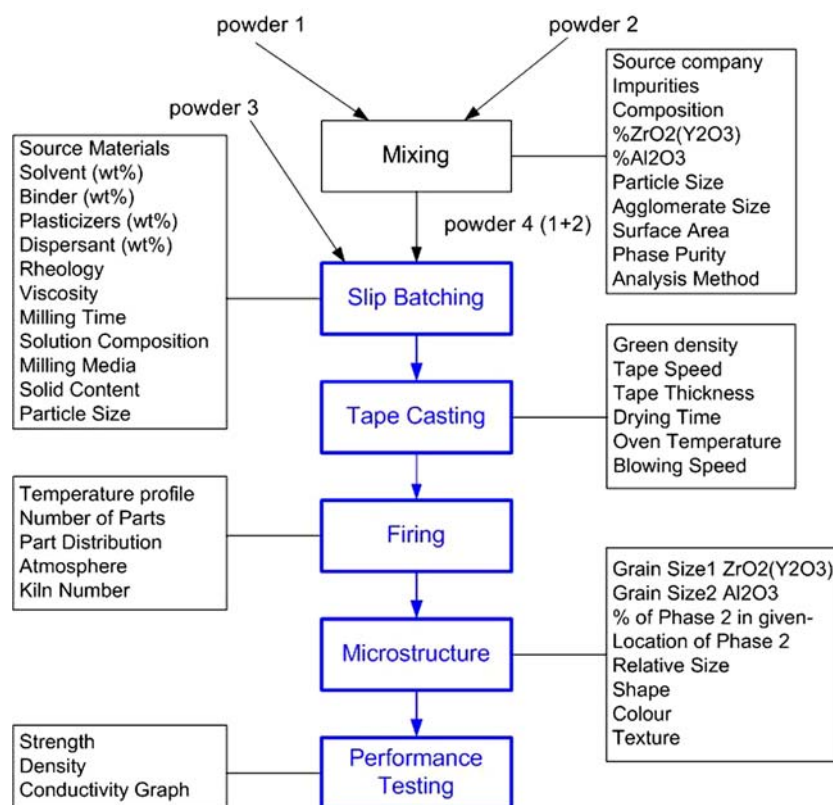 powder 1
powder 2
powder 3
Mixing
Source company
Impurities
Composition
%ZrO2(Y2O3)
%Al2O3
Particle Size
Agglomerate Size
Surface Area
Phase Purity
Analysis Method
powder 4 (1+2)
Source Materials
Solvent (wt%)
Binder (wt%)
Plasticizers (wt%)
Dispersant (wt%)
Rheology
Viscosity
Milling Time
Solution Composition
Milling Media
Solid Content
Particle Size
Slip Batching
Tape Casting
Green density
Tape Speed
Tape Thickness
Drying Time
Oven Temperature
Blowing Speed
Temperature profile
Number of Parts
Part Distribution
Atmosphere
Kiln Number
Firing
Microstructure
Grain Size1 ZrO2(Y2O3)
Grain Size2 Al2O3
% of Phase 2 in given-
Location of Phase 2
Relative Size
Shape
Colour
Texture
Strength
Density
Conductivity Graph
Performance
Testing